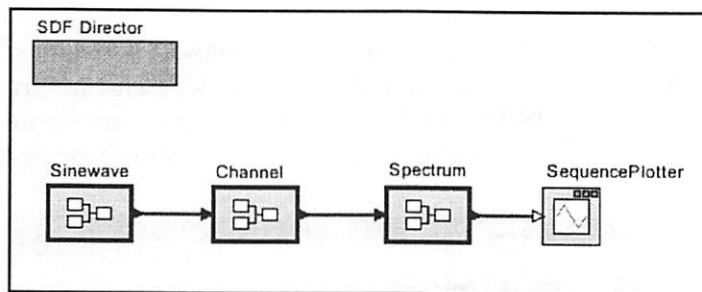 SDF Director
Sinewave
Channel
Spectrum
SequencePlotter